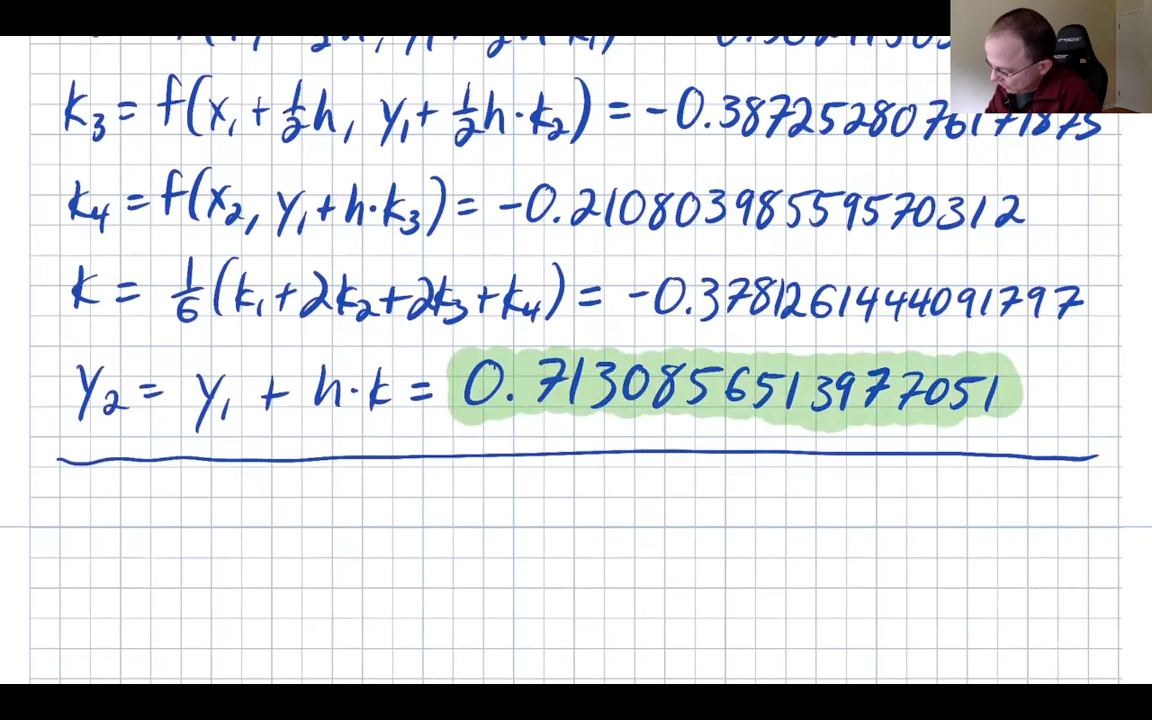 k₃ = f(x₁ + ½h, y₁ + ½h·k₂) = -0.3872528076171875
k₄ = f(x₂, y₁ + h·k₃) = -0.21080398559570312
k = 1/6 (k₁ + 2k₂ + 2k₃ + k₄) = -0.3781261444091797
y₂ = y₁ + h·k = 0.7130856513977051